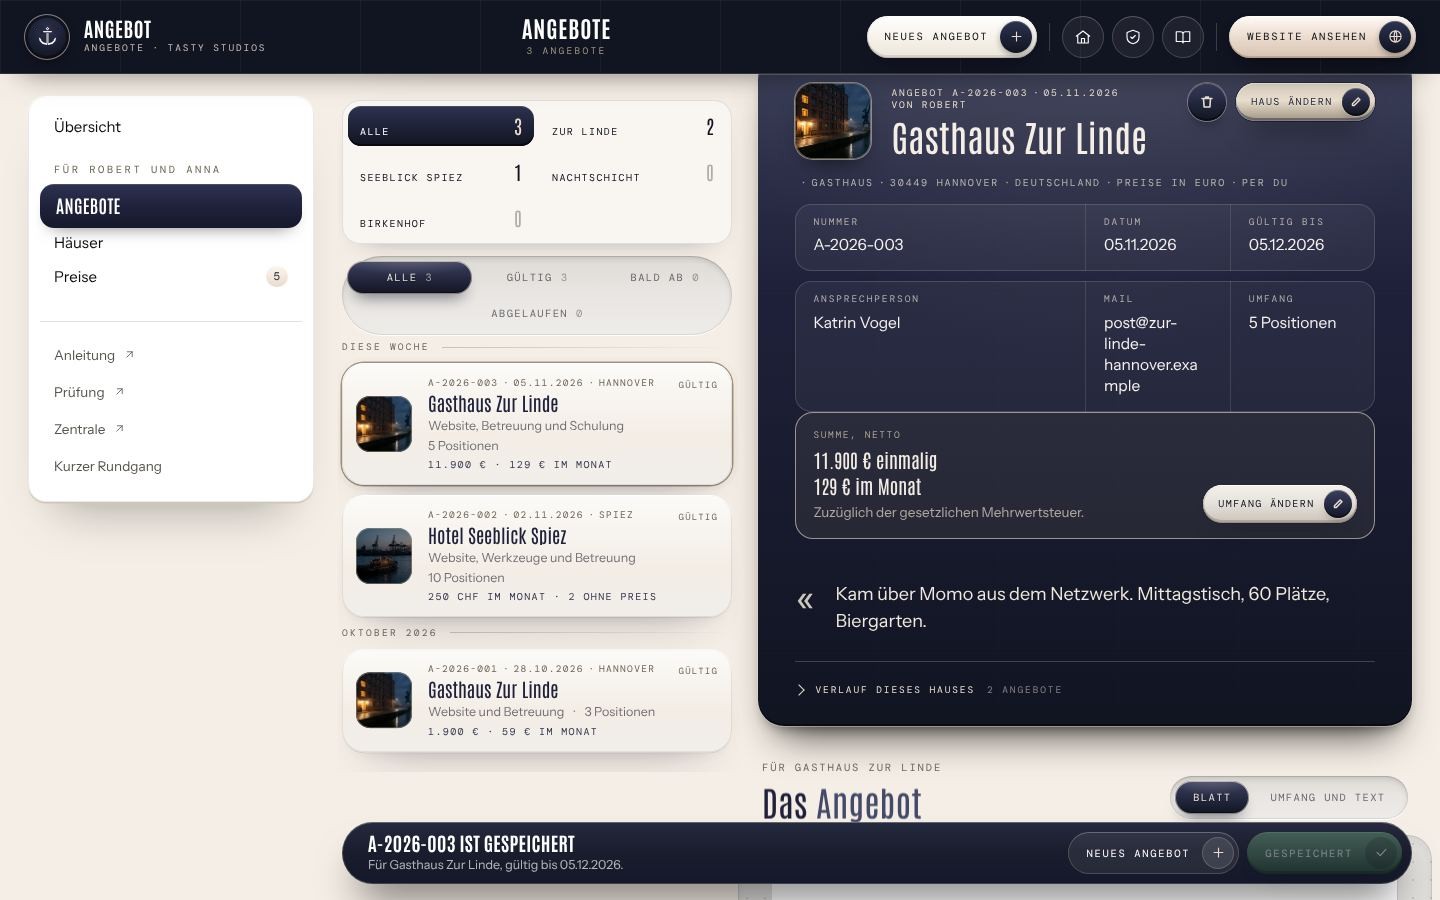 ANGEBOT
ANGEBOTE · TASTY STUDIOS
ANGEBOTE
3 ANGEBOTE
NEUES ANGEBOT
WEBSITE ANSEHEN
Übersicht
FÜR ROBERT UND ANNA
ANGEBOTE
Häuser
Preise 5
Anleitung
Prüfung
Zentrale
Kurzer Rundgang
ALLE 3
ZUR LINDE 2
SEEBLICK SPIEZ 1
NACHTSCHICHT 0
BIRKENHOF 0
ALLE 3
GÜLTIG 3
BALD AB 0
ABGELAUFEN 0
DIESE WOCHE
A-2026-003 · 05.11.2026 · HANNOVER GÜLTIG
Gasthaus Zur Linde
Website, Betreuung und Schulung
5 Positionen
11.900 € · 129 € IM MONAT
A-2026-002 · 02.11.2026 · SPIEZ GÜLTIG
Hotel Seeblick Spiez
Website, Werkzeuge und Betreuung
10 Positionen
250 CHF IM MONAT · 2 OHNE PREIS
OKTOBER 2026
A-2026-001 · 28.10.2026 · HANNOVER GÜLTIG
Gasthaus Zur Linde
Website und Betreuung · 3 Positionen
1.900 € · 59 € IM MONAT
ANGEBOT A-2026-003 · 05.11.2026
VON ROBERT
Gasthaus Zur Linde
HAUS ÄNDERN
· GASTHAUS · 30449 HANNOVER · DEUTSCHLAND · PREISE IN EURO · PER DU
NUMMER
A-2026-003
DATUM
05.11.2026
GÜLTIG BIS
05.12.2026
ANSPRECHPERSON
Katrin Vogel
MAIL
post@zur-
linde-
hannover.exa
mple
UMFANG
5 Positionen
SUMME, NETTO
11.900 € einmalig
129 € im Monat
Zuzüglich der gesetzlichen Mehrwertsteuer.
UMFANG ÄNDERN
« Kam über Momo aus dem Netzwerk. Mittagstisch, 60 Plätze,
Biergarten.
VERLAUF DIESES HAUSES 2 ANGEBOTE
FÜR GASTHAUS ZUR LINDE
Das Angebot
BLATT
UMFANG UND TEXT
A-2026-003 IST GESPEICHERT
Für Gasthaus Zur Linde, gültig bis 05.12.2026.
NEUES ANGEBOT
GESPEICHERT